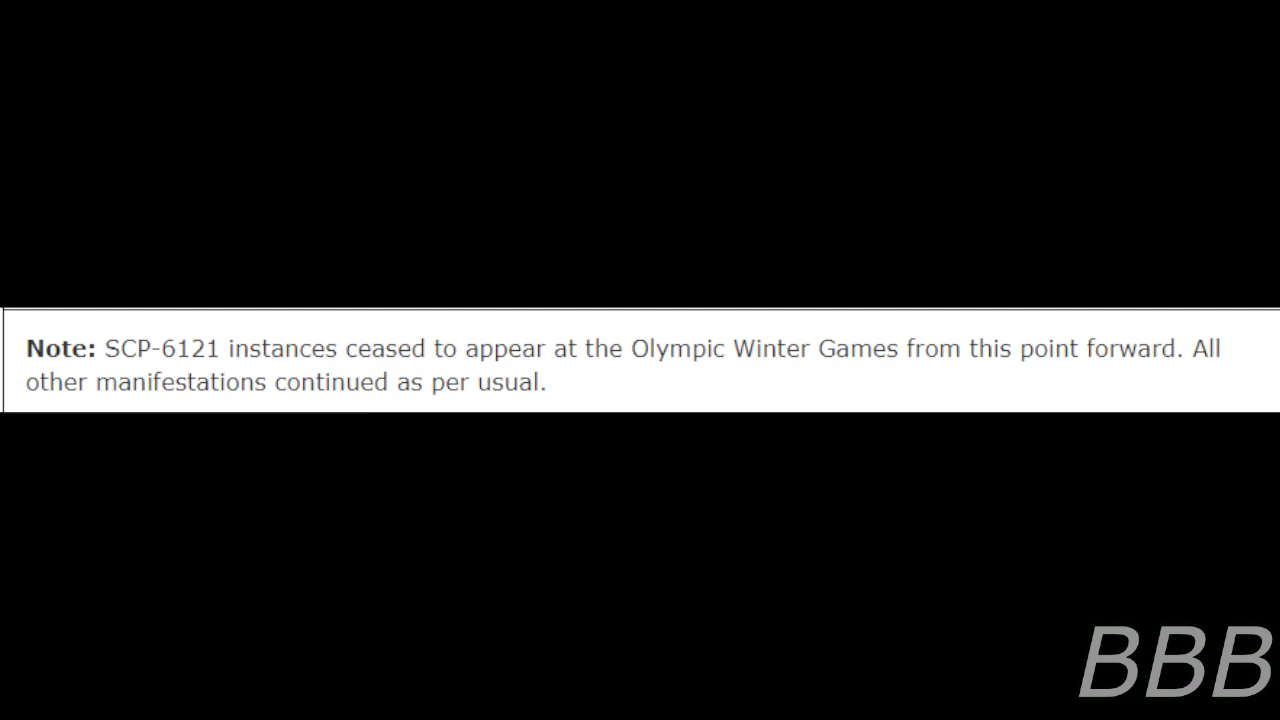 Note: SCP-6121 instances ceased to appear at the Olympic Winter Games from this point forward. All
other manifestations continued as per usual.
BBB